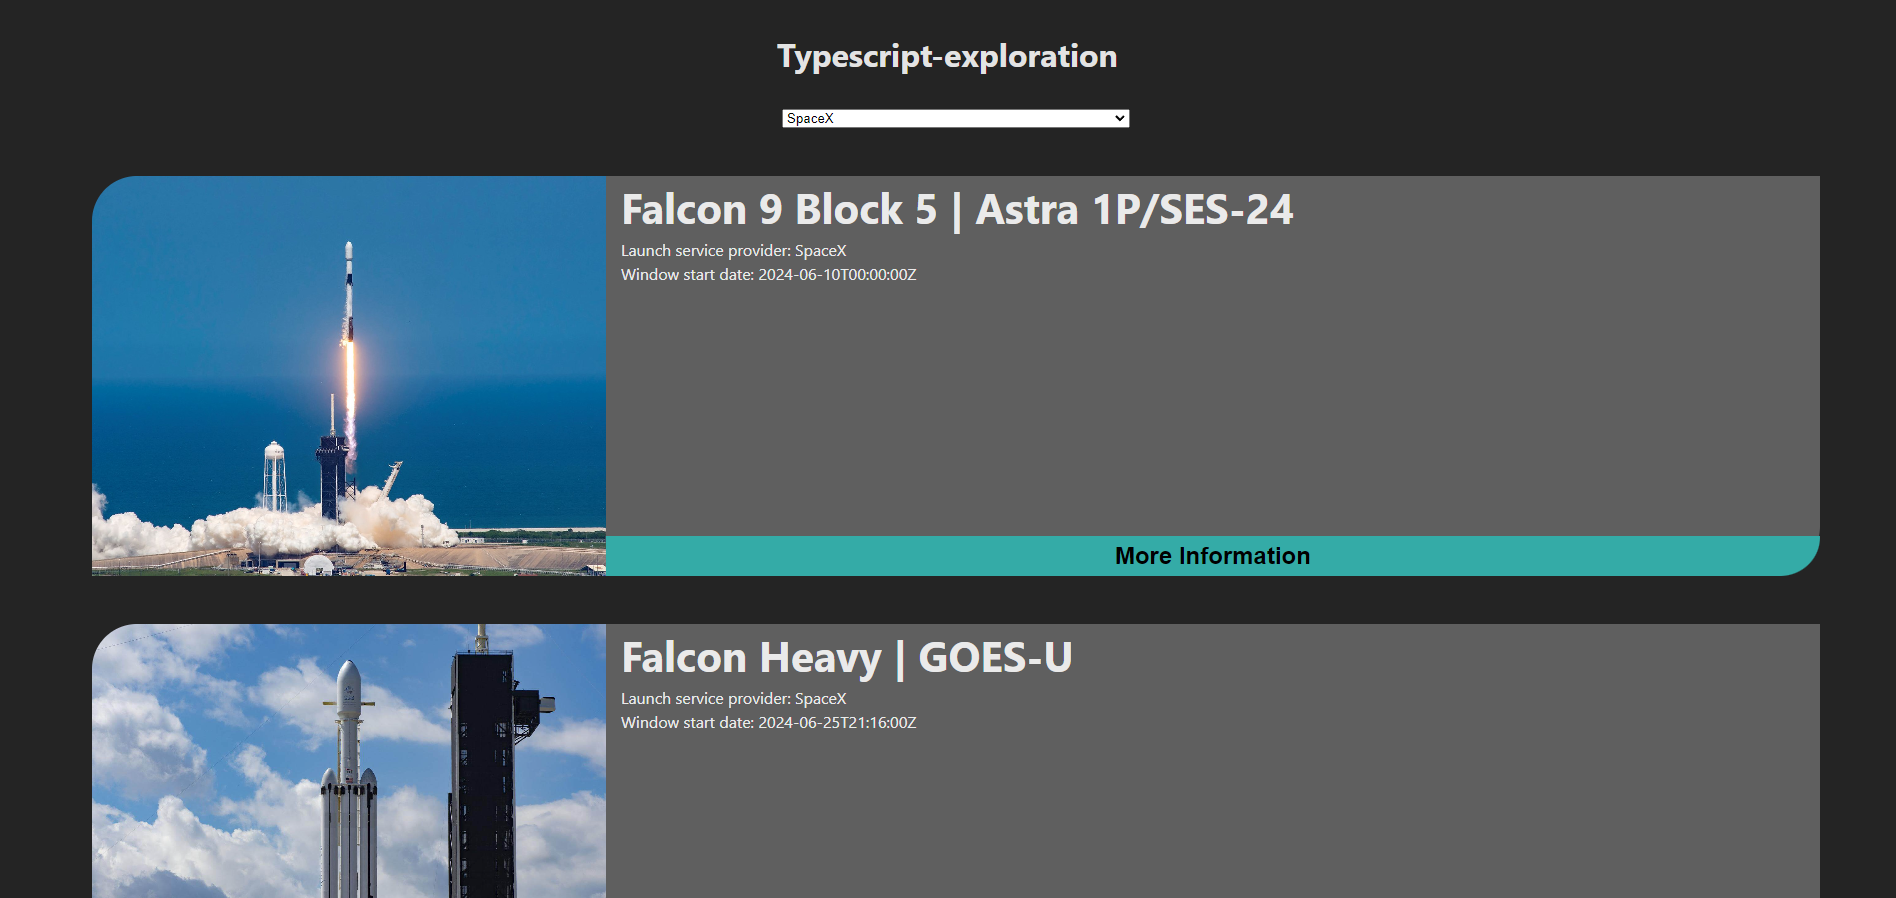 Typescript-exploration
SpaceX
Falcon 9 Block 5 | Astra 1P/SES-24
Launch service provider: SpaceX
Window start date: 2024-06-10T00:00:00Z
More Information
Falcon Heavy | GOES-U
Launch service provider: SpaceX
Window start date: 2024-06-25T21:16:00Z